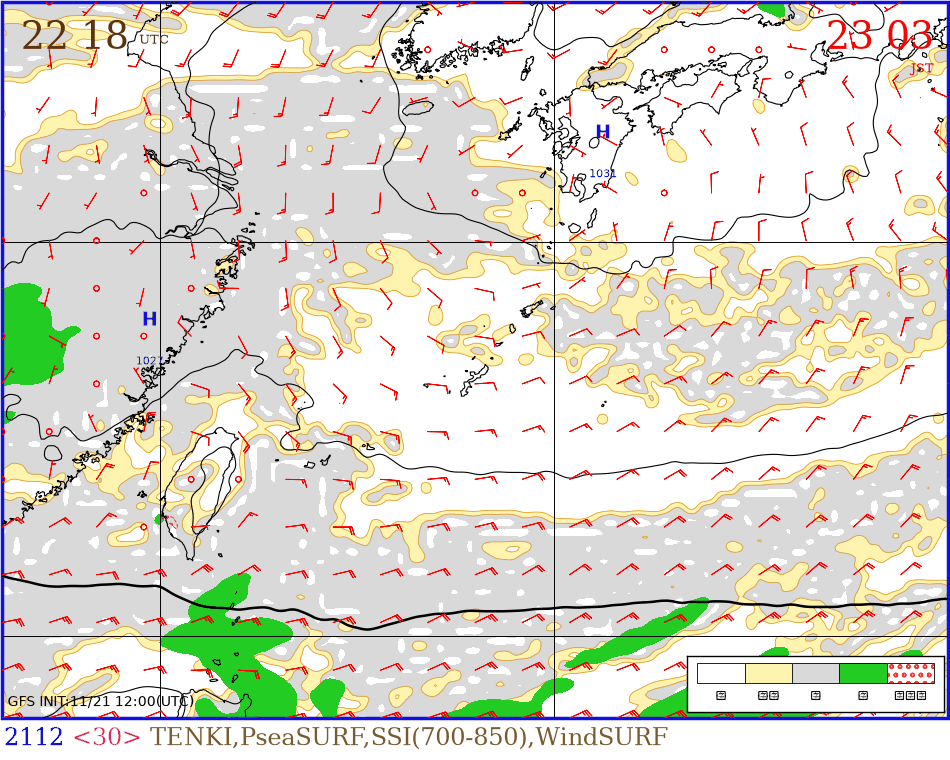 22 18 UTC
23 03
JST
H
1031
H
1027
GFS INIT:11/21 12:00(UTC)
2112 <30> TENKI,PseaSURF,SSI(700-850),WindSURF